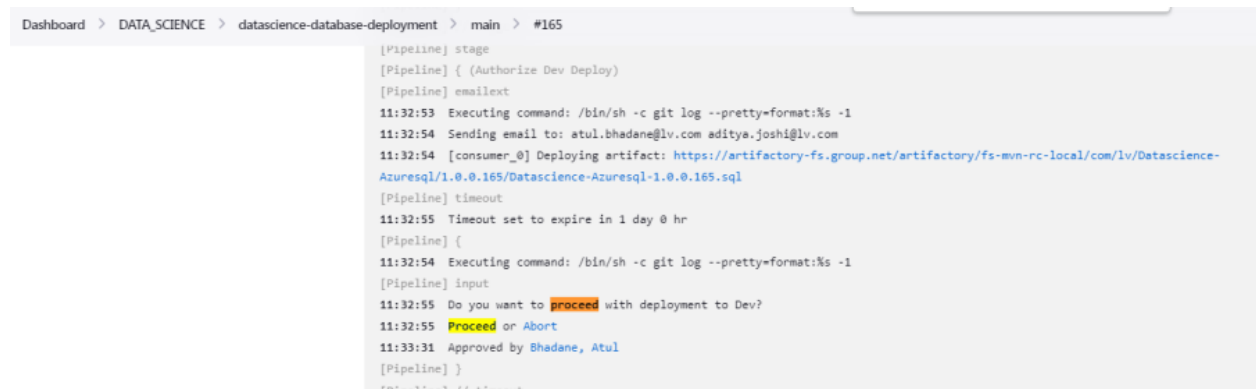 Dashboard > DATA_SCIENCE > datascience-database-deployment > main > #165
[Pipeline] stage
[Pipeline] { (Authorize Dev Deploy)
[Pipeline] emailext
11:32:53 Executing command: /bin/sh -c git log --pretty=format:%s -1
11:32:54 Sending email to: atul.bhadane@lv.com aditya.joshi@lv.com
11:32:54 [consumer_0] Deploying artifact: https://artifactory-fs.group.net/artifactory/fs-mvn-rc-local/com/lv/Datascience-
Azuresql/1.0.0.165/Datascience-Azuresql-1.0.0.165.sql
[Pipeline] timeout
11:32:55 Timeout set to expire in 1 day 0 hr
[Pipeline] {
11:32:54 Executing command: /bin/sh -c git log --pretty=format:%s -1
[Pipeline] input
11:32:55 Do you want to proceed with deployment to Dev?
11:32:55 Proceed or Abort
11:33:31 Approved by Bhadane, Atul
[Pipeline] }
[Pipeline]